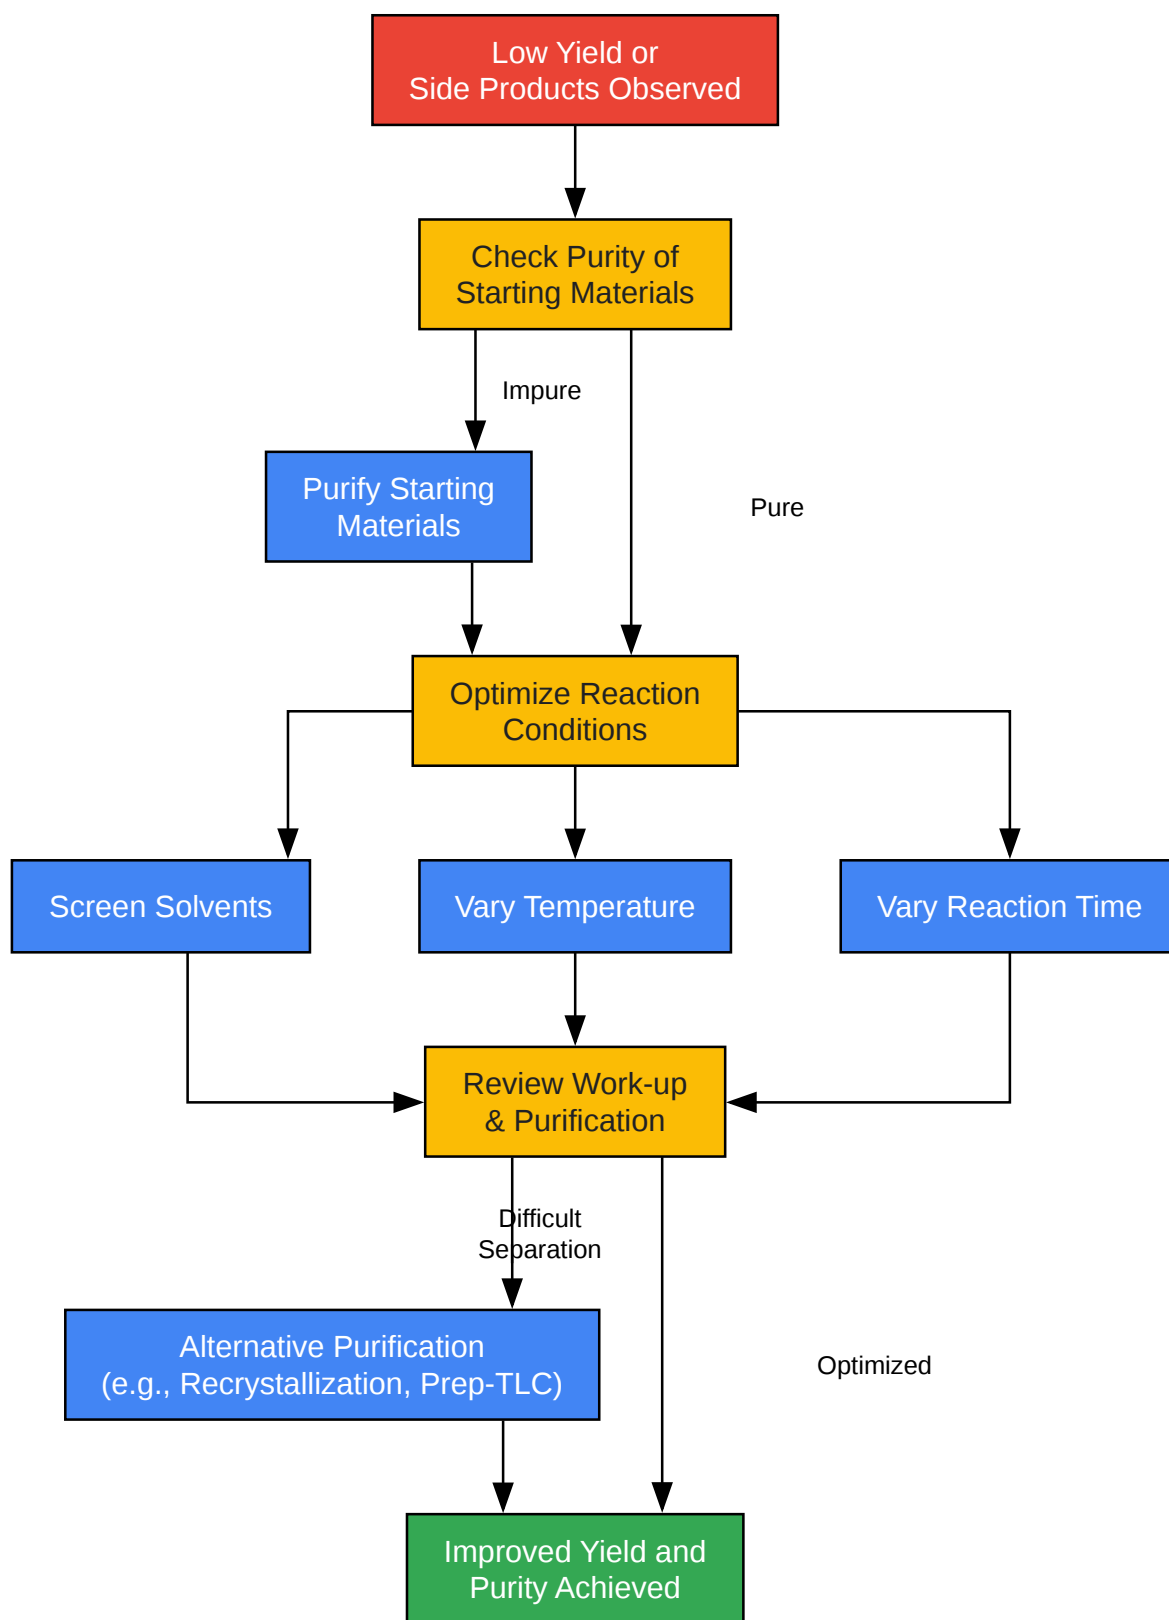 Low Yield or
Side Products Observed
Check Purity of
Starting Materials
Impure
Purify Starting
Materials
Pure
Optimize Reaction
Conditions
Screen Solvents
Vary Temperature
Vary Reaction Time
Review Work-up
& Purification
Difficult
Separation
Alternative Purification
(e.g., Recrystallization, Prep-TLC)
Optimized
Improved Yield and
Purity Achieved